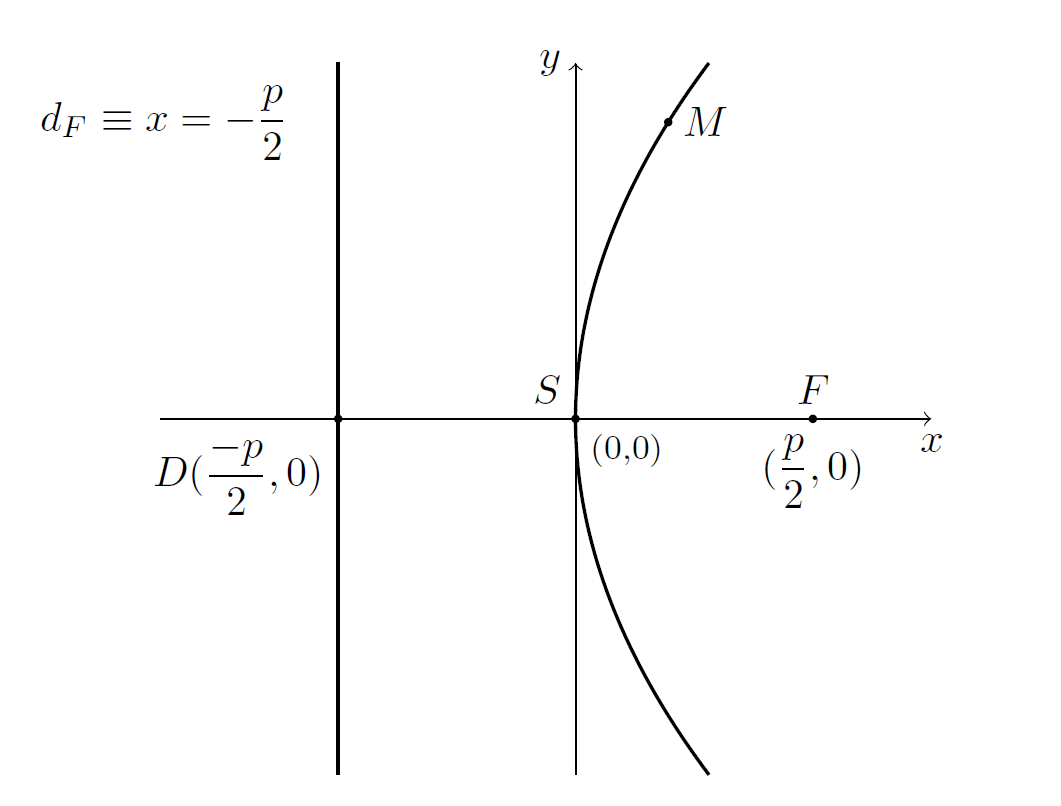 y
d_F ≡ x = −p/2
M
S
F
(0,0)
x
D(−p/2, 0)
(p/2, 0)